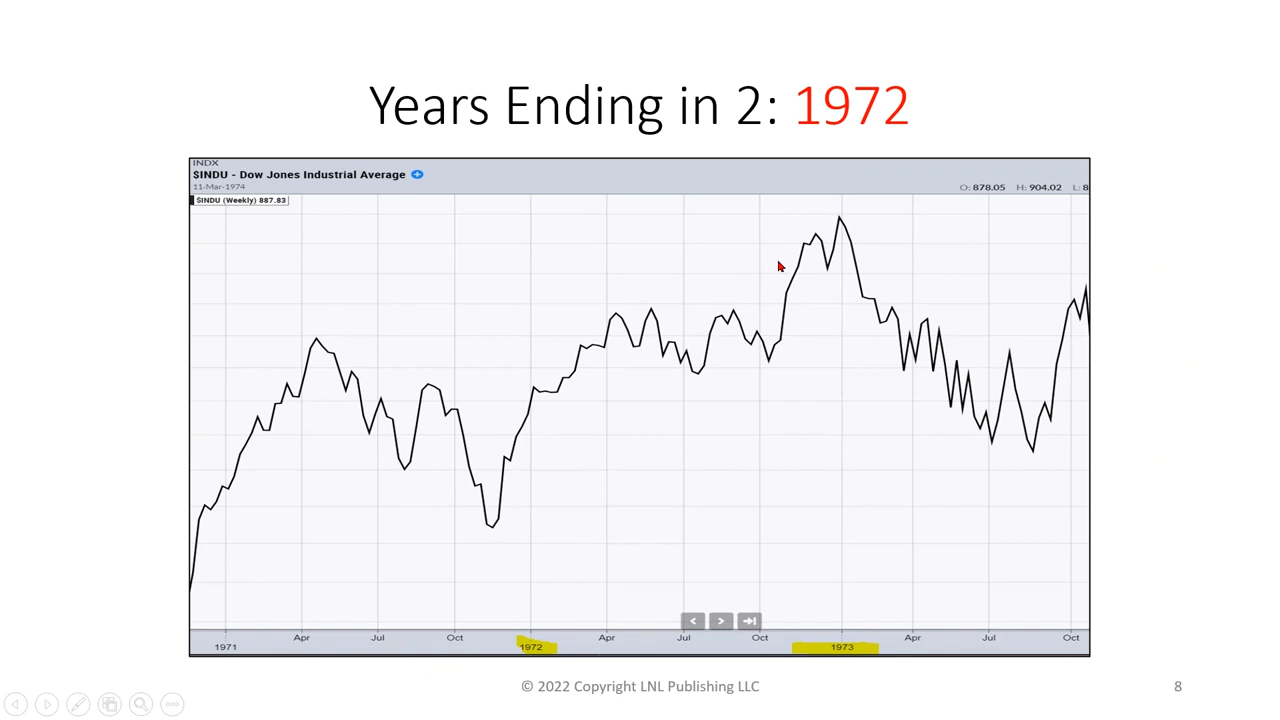 Years Ending in 2: 1972
INDX
$INDU - Dow Jones Industrial Average
11-Mar-1974
O: 878.05 H: 904.02 L: 8
$INDU (Weekly) 887.83
Apr Jul Oct Apr Jul Oct Apr Jul Oct
1971 1972 1973
© 2022 Copyright LNL Publishing LLC
8